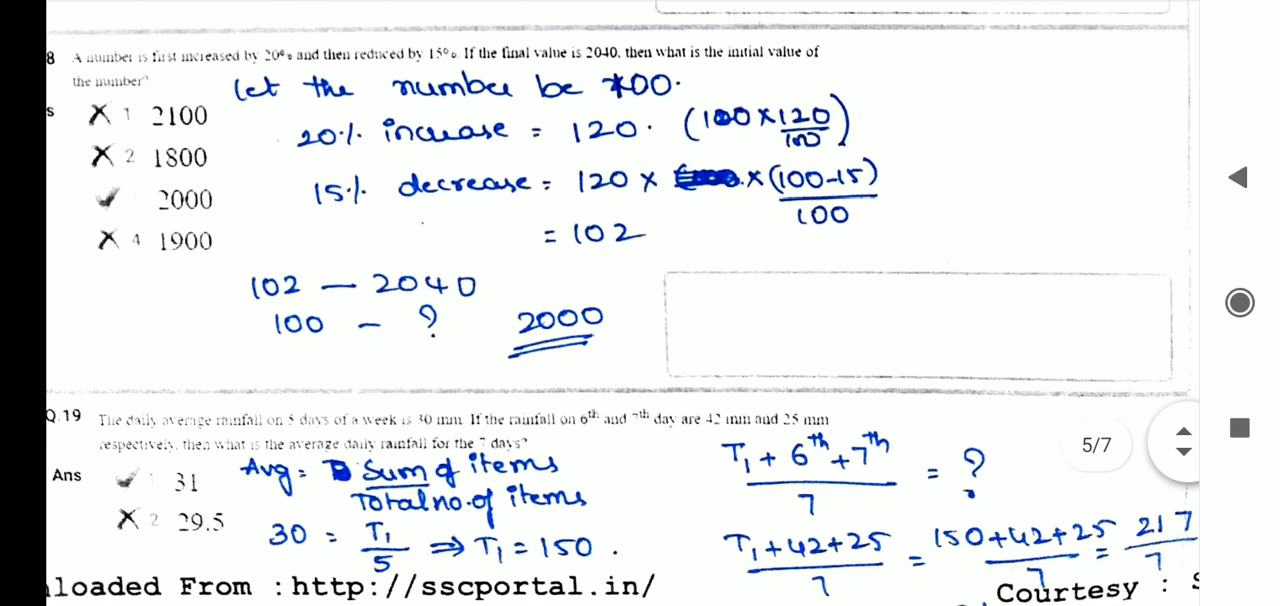 8 A number is first increased by 20% and then reduced by 15%. If the final value is 2040, then what is the initial value of
the number?
let the number be 100.
s X 1 2100
20% increase = 120. (100 × 120/100)
X 2 1800
15% decrease = 120 × × (100-15)/100
✓ 2000
= 102
X 4 1900
102 — 2040
100 — ? 2000
Q.19 The daily average rainfall on 5 days of a week is 30 mm. If the rainfall on 6th and 7th day are 42 mm and 25 mm
respectively, then what is the average daily rainfall for the 7 days?
5/7
Ans ✓ 31
Avg = Sum of items / Total no. of items
T1 + 6th + 7th / 7 = ?
X 2 29.5
30 = T1/5 ⇒ T1 = 150 .
T1+42+25 / 7 = 150+42+25 / 7 = 217 / 7
loaded From : http://sscportal.in/
Courtesy : S